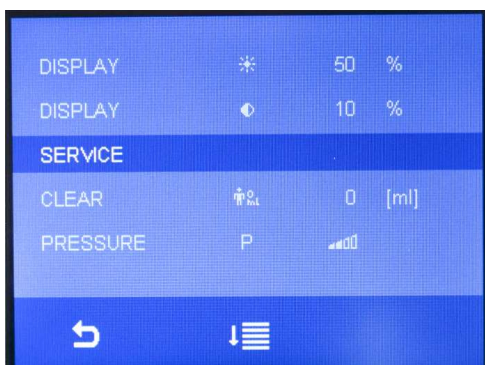 DISPLAY 50 %
DISPLAY 10 %
SERVICE
CLEAR 0 [ml]
PRESSURE P